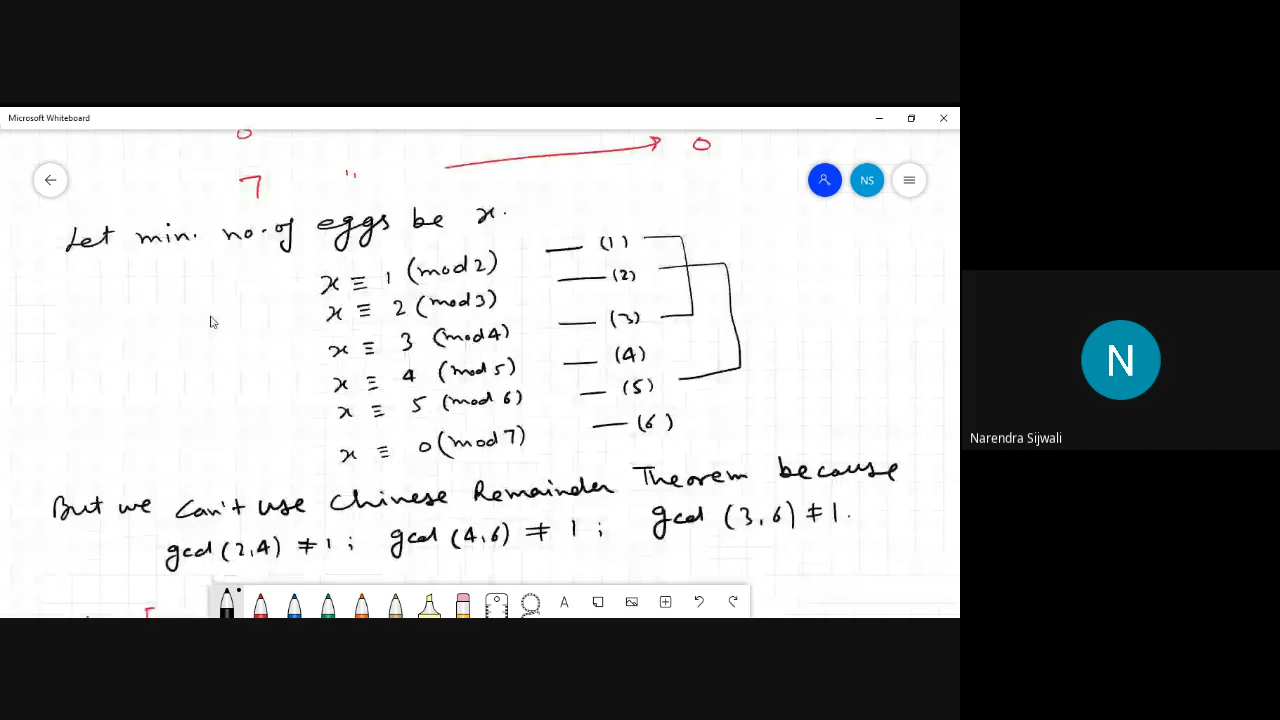 Microsoft Whiteboard
0
7 " 
NS
Let min. no. of eggs be x.
x ≡ 1 (mod 2) — (1)
x ≡ 2 (mod 3) — (2)
x ≡ 3 (mod 4) — (3)
x ≡ 4 (mod 5) — (4)
x ≡ 5 (mod 6) — (5)
x ≡ 0 (mod 7) — (6)
But we can't use Chinese Remainder Theorem because
gcd (2,4) ≠ 1 ; gcd (4,6) ≠ 1 ; gcd (3,6) ≠ 1.
A
N
Narendra Sijwali